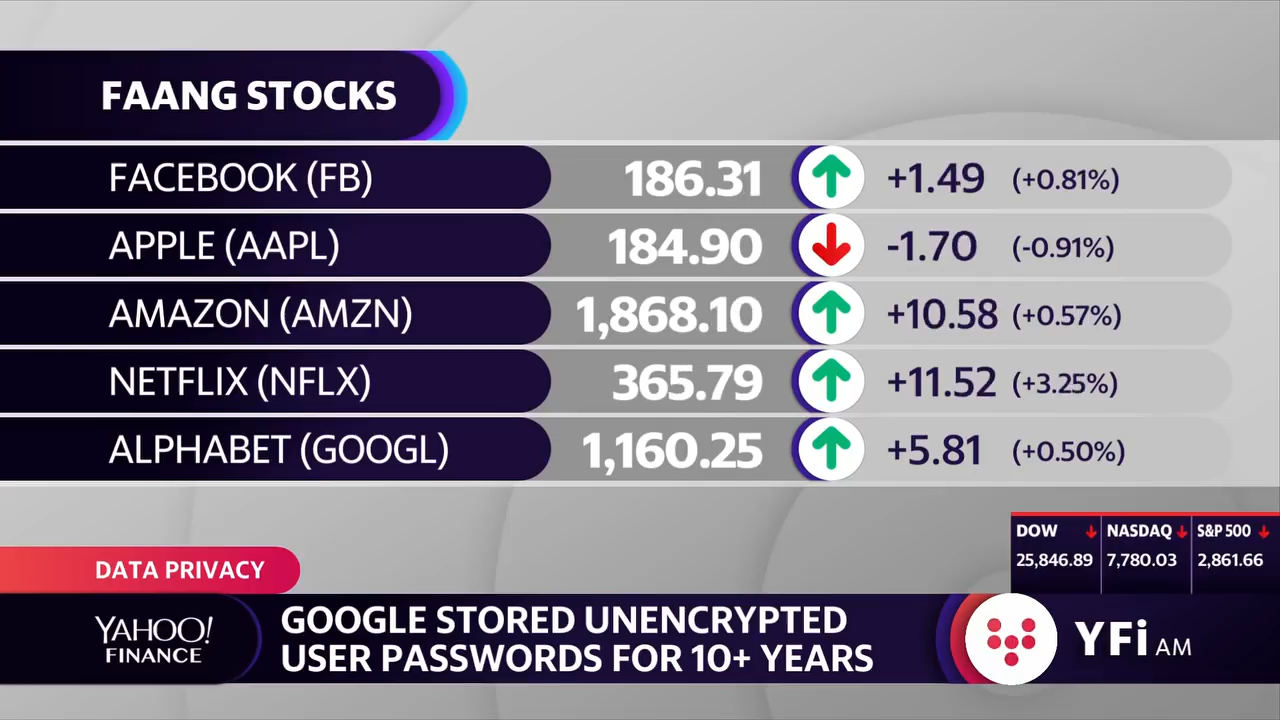 FAANG STOCKS
FACEBOOK (FB) 186.31 +1.49 (+0.81%)
APPLE (AAPL) 184.90 -1.70 (-0.91%)
AMAZON (AMZN) 1,868.10 +10.58 (+0.57%)
NETFLIX (NFLX) 365.79 +11.52 (+3.25%)
ALPHABET (GOOGL) 1,160.25 +5.81 (+0.50%)
DOW NASDAQ S&P 500
25,846.89 7,780.03 2,861.66
DATA PRIVACY
YAHOO!
FINANCE
GOOGLE STORED UNENCRYPTED
USER PASSWORDS FOR 10+ YEARS
YFi AM